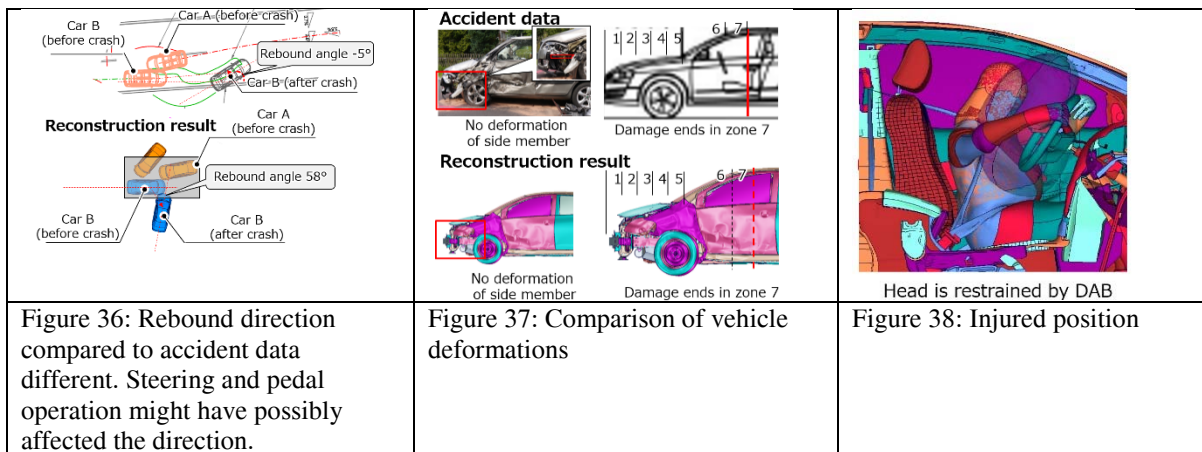 Car A (before crash)
Car B
(before crash)
Rebound angle -5°
Car B (after crash)
Reconstruction result
Car A
(before crash)
Rebound angle 58°
Car B
(before crash)
Car B
(after crash)
Accident data
1 2 3 4 5 6 7
No deformation
of side member
Damage ends in zone 7
Reconstruction result
1 2 3 4 5 6 7
No deformation
of side member
Damage ends in zone 7
Head is restrained by DAB
Figure 36: Rebound direction
compared to accident data
different. Steering and pedal
operation might have possibly
affected the direction.
Figure 37: Comparison of vehicle
deformations
Figure 38: Injured position